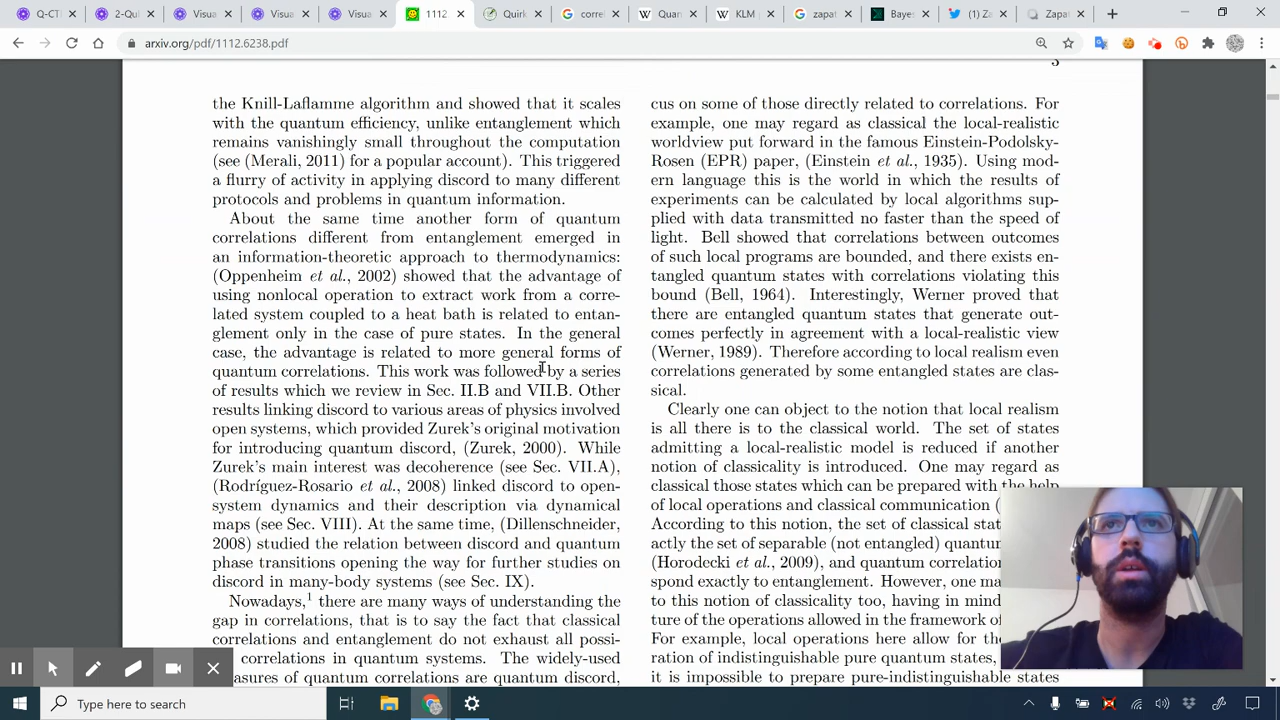 Q-CT
2-Qul
Visua
Visua
Visua
1112.
Quirk
correl
Quan
KLM
zapat
Bayes
(1) Za
Zapat
arxiv.org/pdf/1112.6238.pdf
3
the Knill-Laflamme algorithm and showed that it scales
with the quantum efficiency, unlike entanglement which
remains vanishingly small throughout the computation
(see (Merali, 2011) for a popular account). This triggered
a flurry of activity in applying discord to many different
protocols and problems in quantum information.
About the same time another form of quantum
correlations different from entanglement emerged in
an information-theoretic approach to thermodynamics:
(Oppenheim et al., 2002) showed that the advantage of
using nonlocal operation to extract work from a corre-
lated system coupled to a heat bath is related to entan-
glement only in the case of pure states. In the general
case, the advantage is related to more general forms of
quantum correlations. This work was followed by a series
of results which we review in Sec. II.B and VII.B. Other
results linking discord to various areas of physics involved
open systems, which provided Zurek's original motivation
for introducing quantum discord, (Zurek, 2000). While
Zurek's main interest was decoherence (see Sec. VII.A),
(Rodríguez-Rosario et al., 2008) linked discord to open-
system dynamics and their description via dynamical
maps (see Sec. VIII). At the same time, (Dillenschneider,
2008) studied the relation between discord and quantum
phase transitions opening the way for further studies on
discord in many-body systems (see Sec. IX).
Nowadays,1 there are many ways of understanding the
gap in correlations, that is to say the fact that classical
correlations and entanglement do not exhaust all possi-
correlations in quantum systems. The widely-used
asures of quantum correlations are quantum discord,
cus on some of those directly related to correlations. For
example, one may regard as classical the local-realistic
worldview put forward in the famous Einstein-Podolsky-
Rosen (EPR) paper, (Einstein et al., 1935). Using mod-
ern language this is the world in which the results of
experiments can be calculated by local algorithms sup-
plied with data transmitted no faster than the speed of
light. Bell showed that correlations between outcomes
of such local programs are bounded, and there exists en-
tangled quantum states with correlations violating this
bound (Bell, 1964). Interestingly, Werner proved that
there are entangled quantum states that generate out-
comes perfectly in agreement with a local-realistic view
(Werner, 1989). Therefore according to local realism even
correlations generated by some entangled states are clas-
sical.
Clearly one can object to the notion that local realism
is all there is to the classical world. The set of states
admitting a local-realistic model is reduced if another
notion of classicality is introduced. One may regard as
classical those states which can be prepared with the help
of local operations and classical communication (
According to this notion, the set of classical stat
actly the set of separable (not entangled) quantum
(Horodecki et al., 2009), and quantum correlation
spond exactly to entanglement. However, one ma
to this notion of classicality too, having in mind
ture of the operations allowed in the framework of
For example, local operations here allow for the
ration of indistinguishable pure quantum states,
it is impossible to prepare pure-indistinguishable states
Type here to search